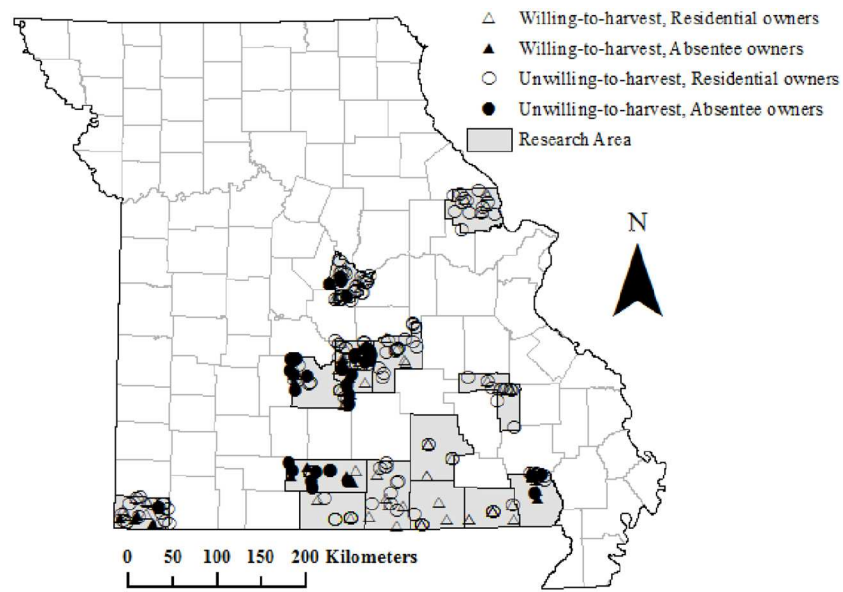 Willing-to-harvest, Residential owners
Willing-to-harvest, Absentee owners
Unwilling-to-harvest, Residential owners
Unwilling-to-harvest, Absentee owners
Research Area
N
0 50 100 150 200 Kilometers